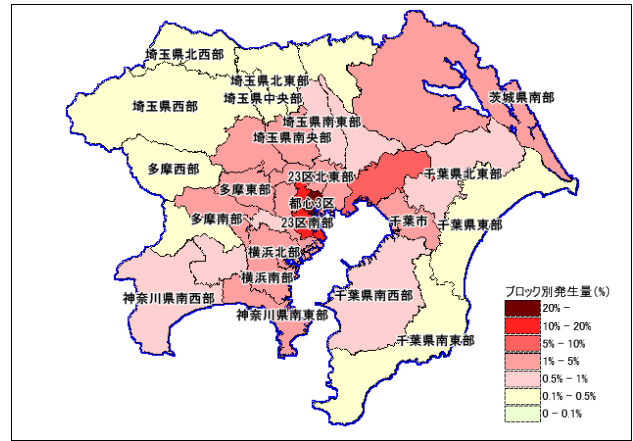 埼玉県北西部
埼玉県北東部
埼玉県西部
埼玉県中央部
茨城県南部
埼玉県南東部
埼玉県南央部
多摩西部
23区北東部
千葉県北東部
多摩東部
都心3区
多摩南部
23区南部
千葉市
千葉県東部
横浜北部
横浜南部
神奈川県南西部
千葉県南西部
神奈川県南東部
千葉県南東部
ブロック別発生量(%)
20% -
10% - 20%
5% - 10%
1% - 5%
0.5% - 1%
0.1% - 0.5%
0 - 0.1%